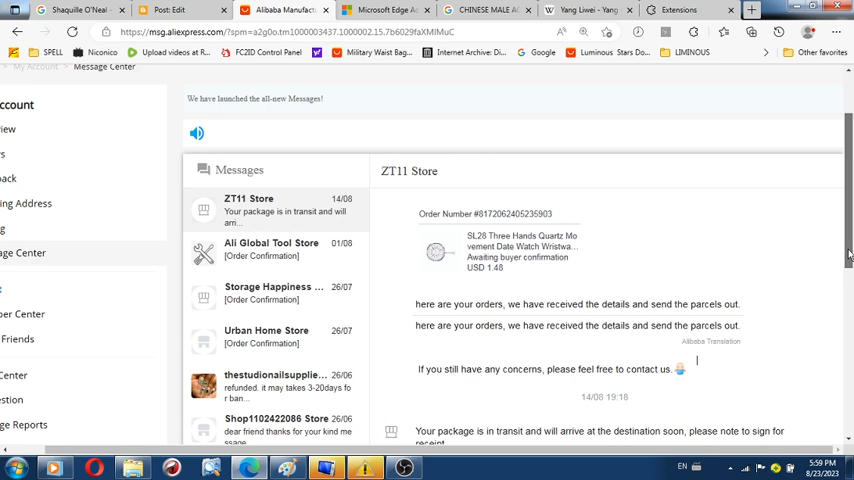 Shaquille O'Neal -
Post: Edit
Alibaba Manufact
Microsoft Edge Ad
CHINESE MALE AC
Yang Liwei - Yang
Extensions
https://msg.aliexpress.com/?spm=a2g0o.tm1000003437.1000002.15.7b6029faXMIMuC
SPELL
Niconico
Upload videos at R...
FC2ID Control Panel
Military Waist Bag...
Internet Archive: Di...
Google
Luminous Stars Do...
LIMINOUS
Other favorites
My Account
Message Center
We have launched the all-new Messages!
ccount
view
s
pack
ing Address
g
age Center
ber Center
Friends
Center
estion
ge Reports
Messages
ZT11 Store
14/08
Your package is in transit and will
arri...
Ali Global Tool Store
01/08
[Order Confirmation]
Storage Happiness ...
26/07
[Order Confirmation]
Urban Home Store
26/07
[Order Confirmation]
thestudionailsupplie...
26/06
refunded. it may takes 3-20days fo
r ban...
Shop1102422086 Store
26/06
dear friend thanks for your kind me
ssage
ZT11 Store
Order Number #8172062405235903
SL28 Three Hands Quartz Mo
vement Date Watch Wristwa...
Awaiting buyer confirmation
USD 1.48
here are your orders, we have received the details and send the parcels out.
here are your orders, we have received the details and send the parcels out.
Alibaba Translation
If you still have any concerns, please feel free to contact us.
14/08 19:18
Your package is in transit and will arrive at the destination soon, please note to sign for
receipt
EN
5:59 PM
8/23/2023